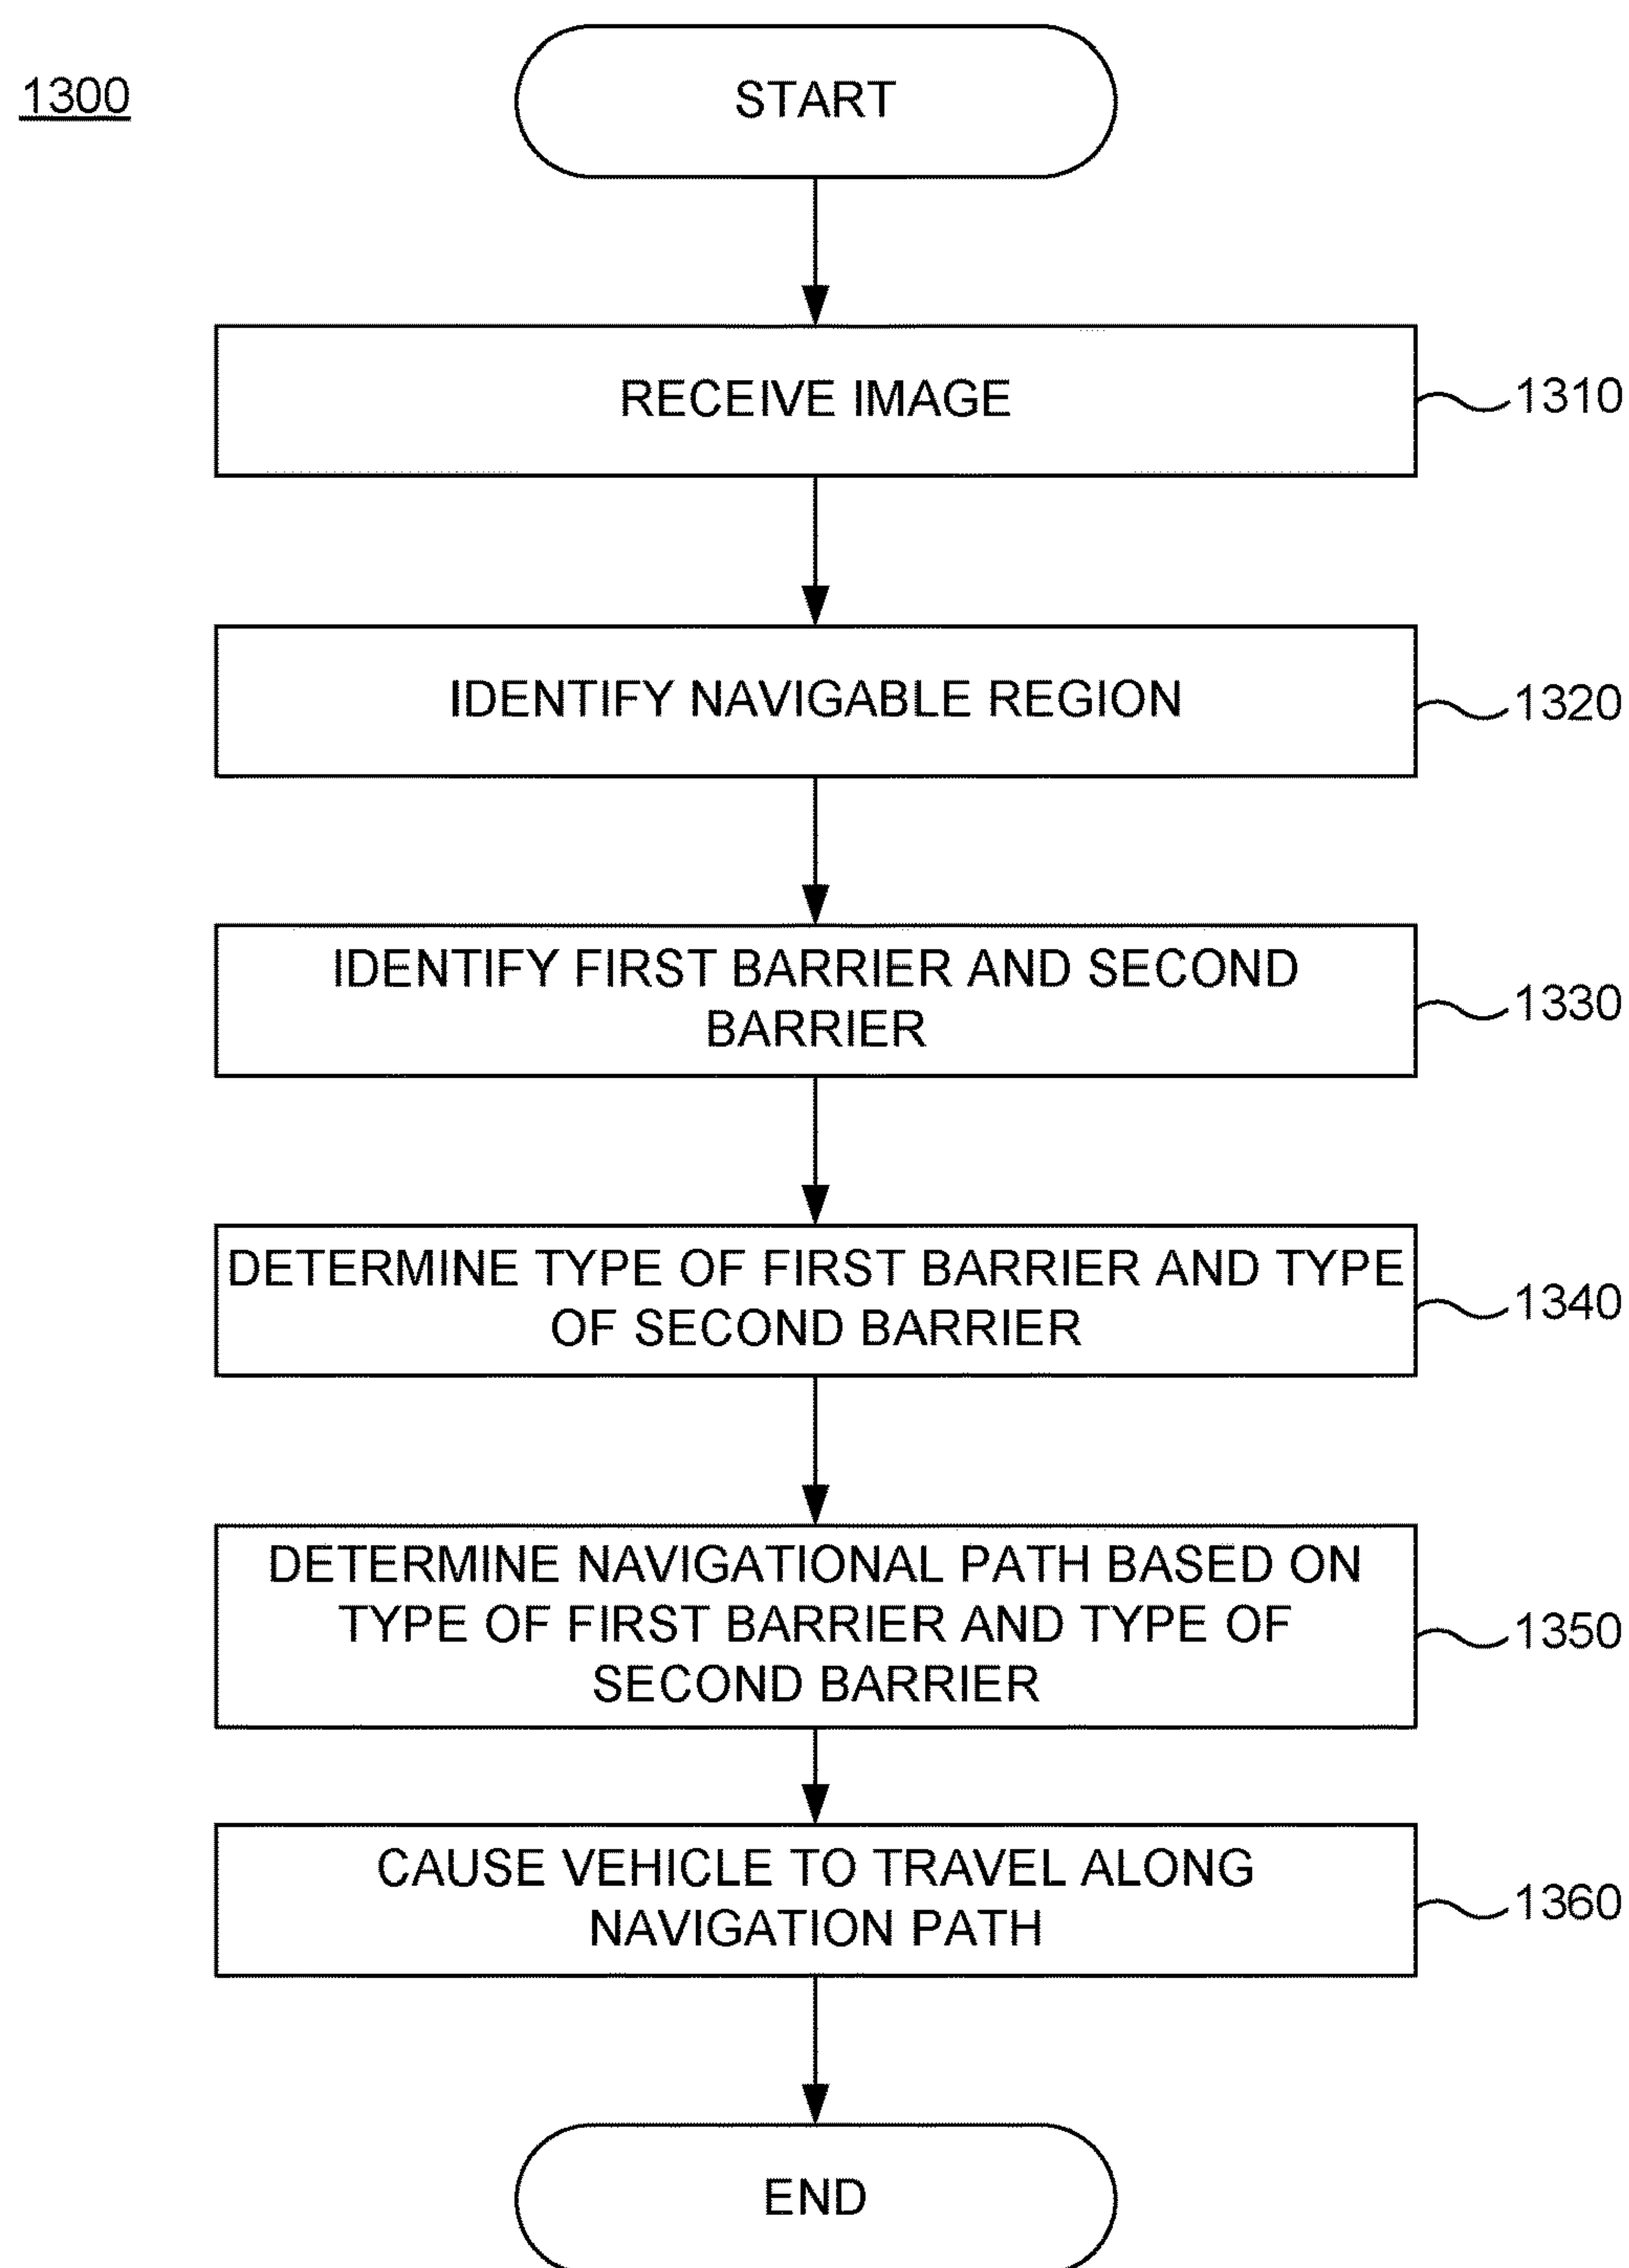 1300
START
RECEIVE IMAGE
1310
IDENTIFY NAVIGABLE REGION
1320
IDENTIFY FIRST BARRIER AND SECOND
BARRIER
1330
DETERMINE TYPE OF FIRST BARRIER AND TYPE
OF SECOND BARRIER
1340
DETERMINE NAVIGATIONAL PATH BASED ON
TYPE OF FIRST BARRIER AND TYPE OF
SECOND BARRIER
1350
CAUSE VEHICLE TO TRAVEL ALONG
NAVIGATION PATH
1360
END